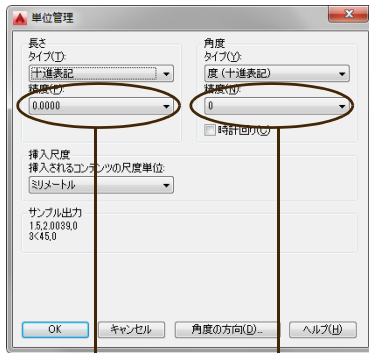 単位管理
長さ
タイプ(T):
十進表記
精度(P):
0.0000
角度
タイプ(Y):
度 (十進表記)
精度(N):
0
時計回り(C)
挿入尺度
挿入されるコンテンツの尺度単位:
ミリメートル
サンプル出力
1.5,2.0039,0
3<45,0
OK
キャンセル
角度の方向(D)...
ヘルプ(H)